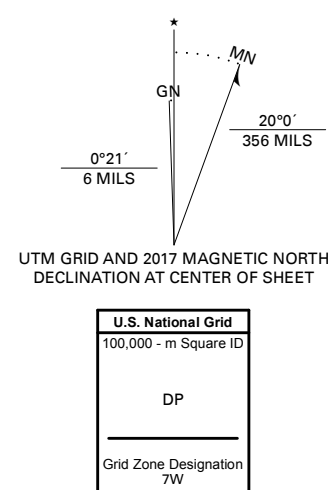 ★
MN
GN
20°0´
356 MILS
0°21´
6 MILS
UTM GRID AND 2017 MAGNETIC NORTH
DECLINATION AT CENTER OF SHEET
U.S. National Grid
100,000 - m Square ID
DP
Grid Zone Designation
7W